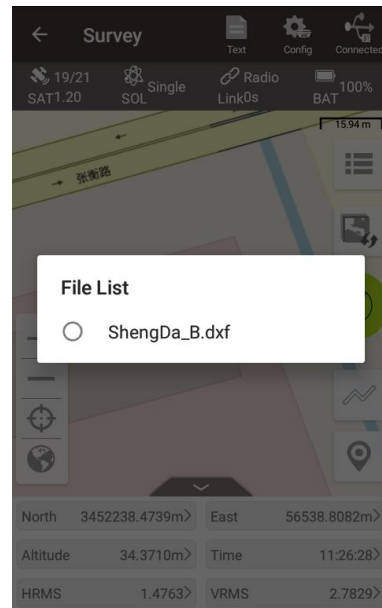 Survey
Text
Config
Connected
19/21
SAT1.20
Single
SOL
Radio
Link0s
100%
BAT
15.94 m
张衡路
File List
ShengDa_B.dxf
North 3452238.4739m
East 56538.8082m
Altitude 34.3710m
Time 11:26:28
HRMS 1.4763
VRMS 2.7829